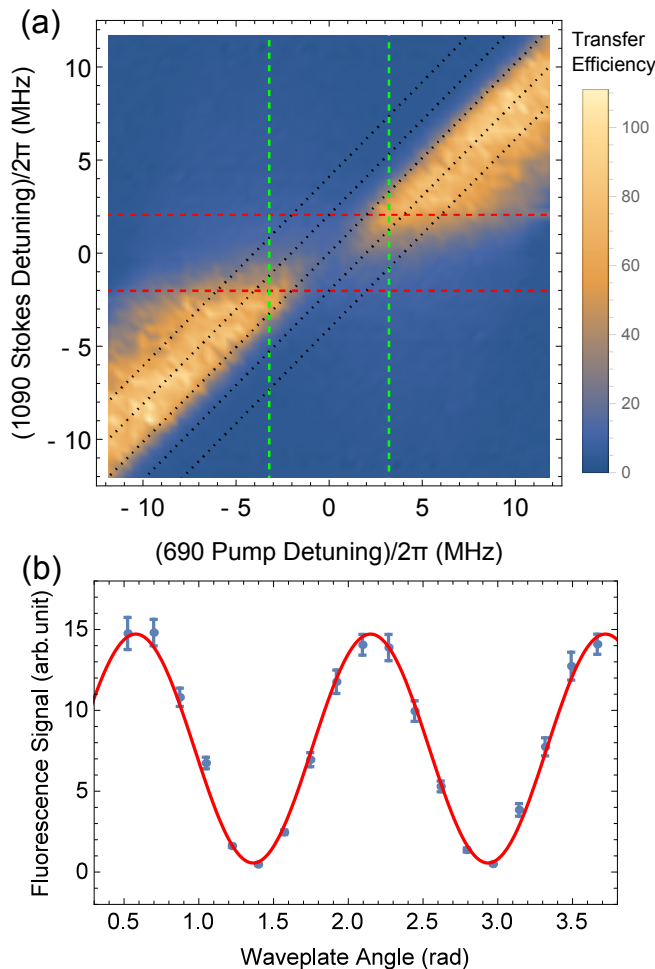 (a)
Transfer
Efficiency
(1090 Stokes Detuning)/2π (MHz)
10
5
0
- 5
- 10
- 10 - 5 0 5 10
100
80
60
40
20
0
(690 Pump Detuning)/2π (MHz)
(b)
Fluorescence Signal (arb.unit)
15
10
5
0
0.5 1.0 1.5 2.0 2.5 3.0 3.5
Waveplate Angle (rad)